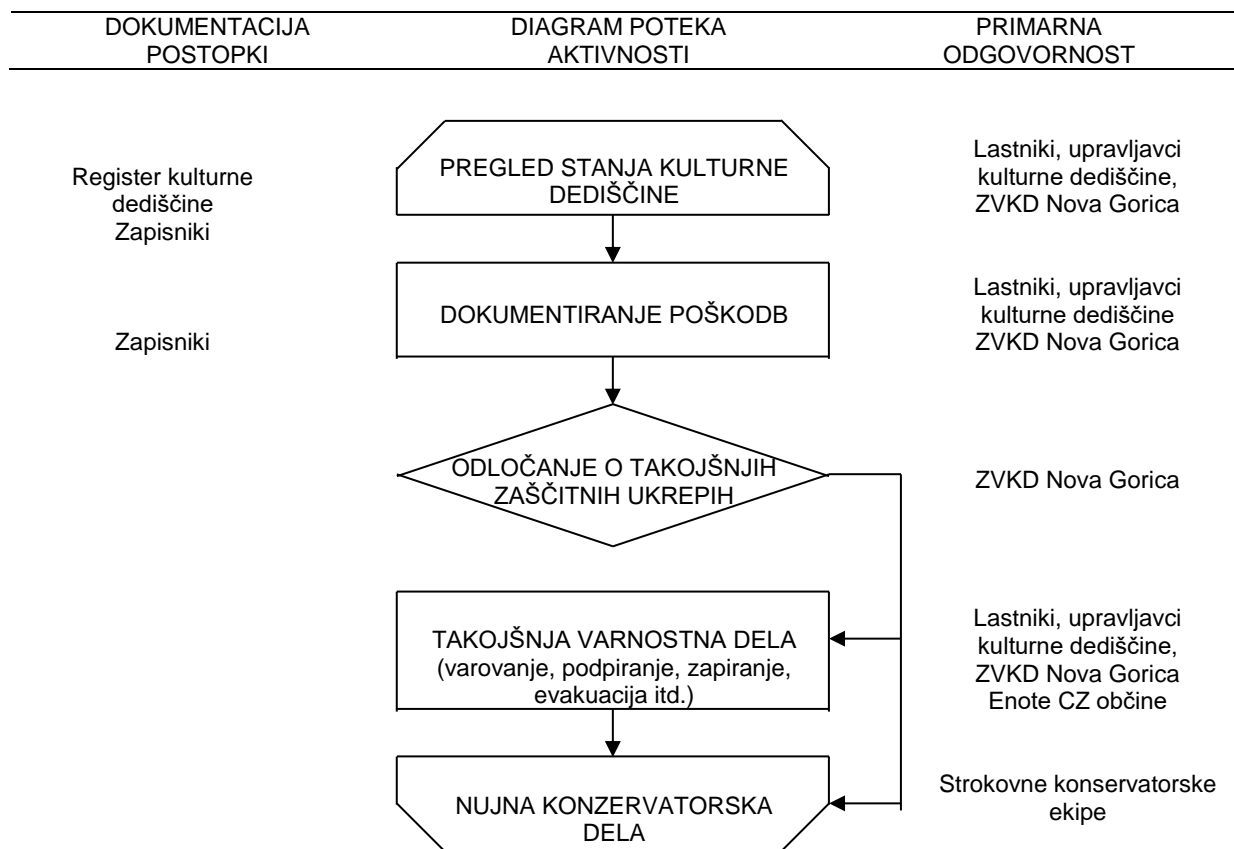 DOKUMENTACIJA
POSTOPKI
DIAGRAM POTEKA
AKTIVNOSTI
PRIMARNA
ODGOVORNOST
Register kulturne
dediščine
Zapisniki
PREGLED STANJA KULTURNE
DEDIŠČINE
Lastniki, upravljavci
kulturne dediščine,
ZVKD Nova Gorica
Zapisniki
DOKUMENTIRANJE POŠKODB
Lastniki, upravljavci
kulturne dediščine
ZVKD Nova Gorica
ODLOČANJE O TAKOJŠNJIH
ZAŠČITNIH UKREPIH
ZVKD Nova Gorica
TAKOJŠNJA VARNOSTNA DELA
(varovanje, podpiranje, zapiranje,
evakuacija itd.)
Lastniki, upravljavci
kulturne dediščine,
ZVKD Nova Gorica
Enote CZ občine
NUJNA KONZERVATORSKA
DELA
Strokovne konservatorske
ekipe